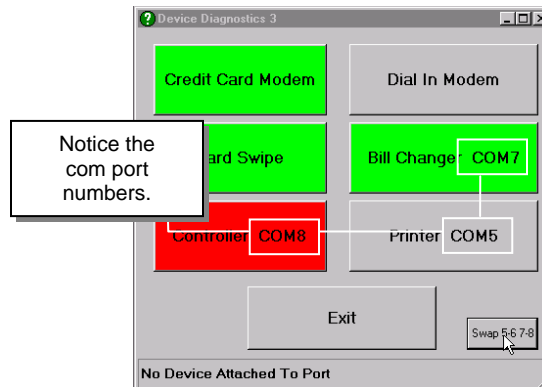 Device Diagnostics 3
Credit Card Modem
Dial In Modem
Notice the
com port
numbers.
ard Swipe
Bill Changer COM7
Controller COM8
Printer COM5
Exit
Swap 5-6 7-8
No Device Attached To Port